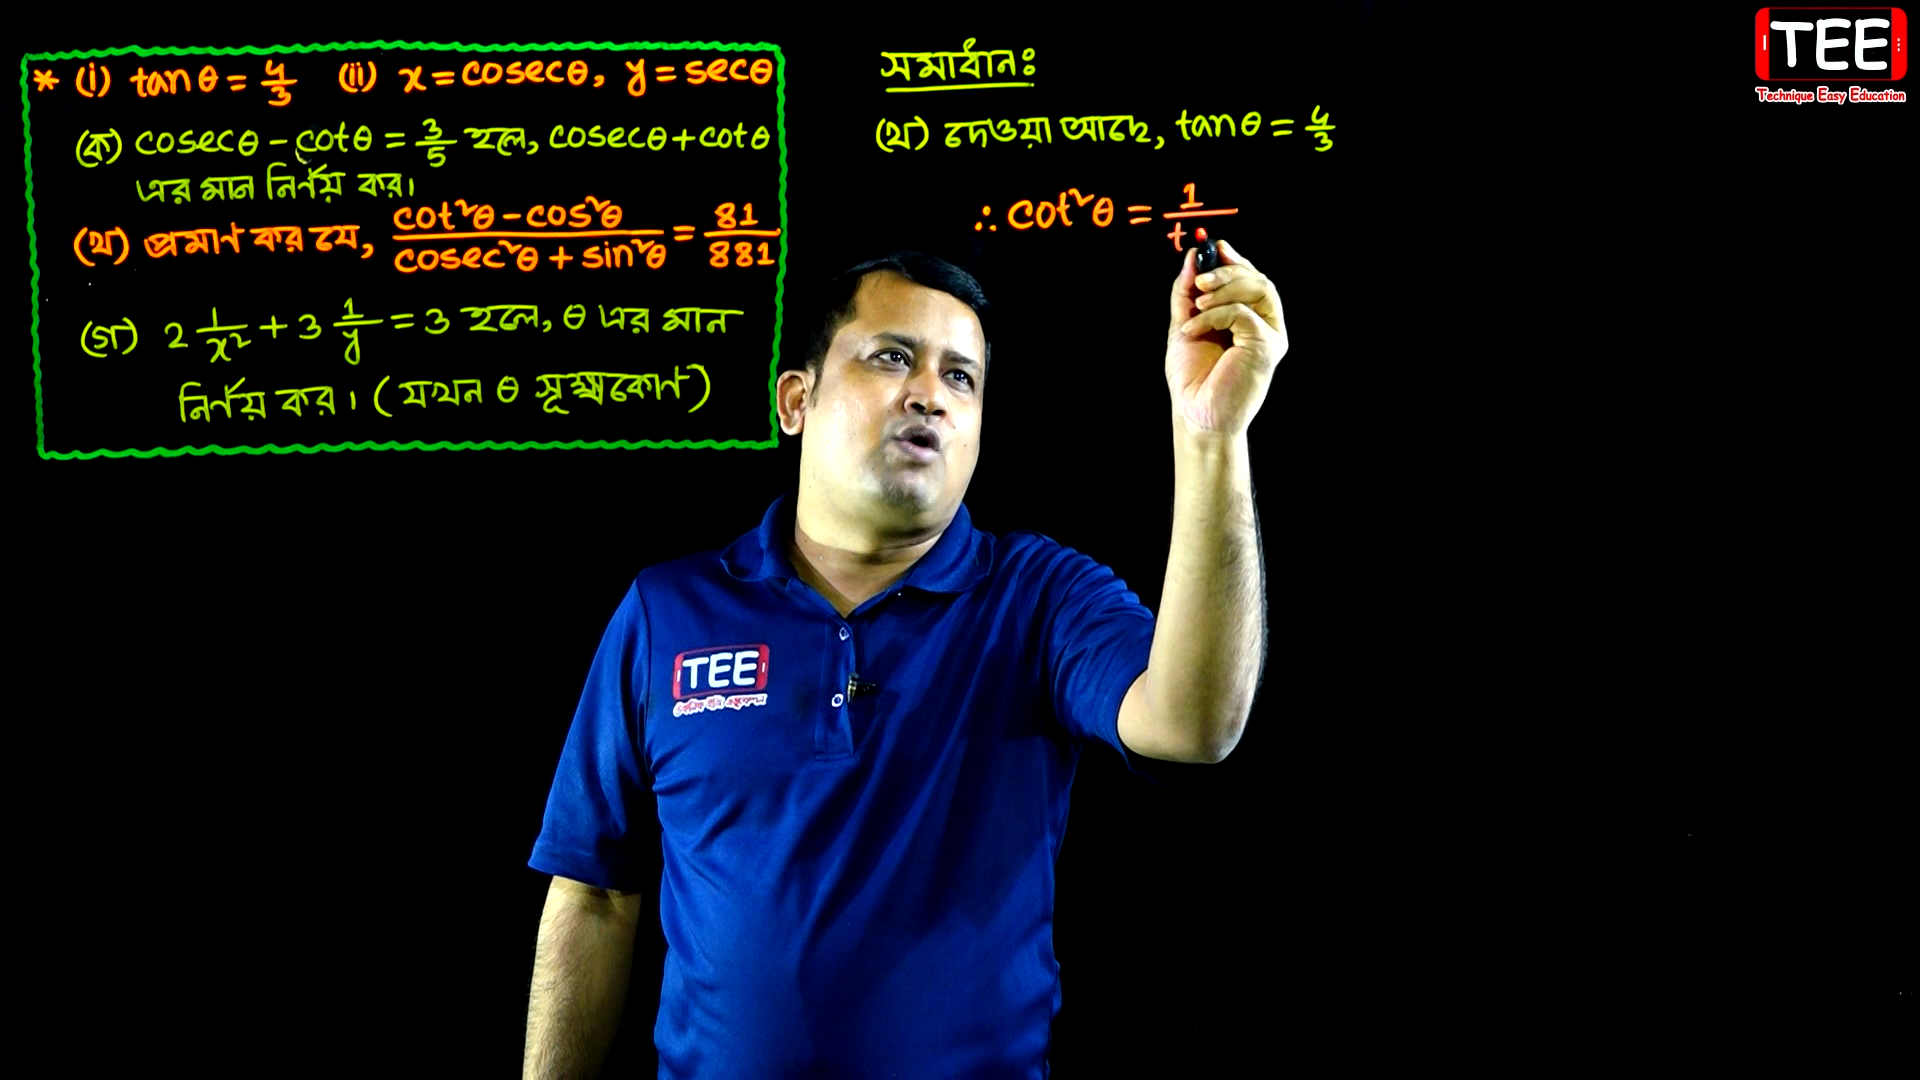 * (i) tanθ = 4/3 (ii) x = cosecθ, y = secθ
(ক) cosecθ - cotθ = 3/5 হলে, cosecθ + cotθ
এর মান নির্ণয় কর।
(খ) প্রমাণ কর যে, cot²θ - cos²θ / cosec²θ + sin²θ = 81/881
(গ) 2 1/x² + 3 1/y = 3 হলে, θ এর মান
নির্ণয় কর। (যখন θ সূক্ষ্মকোণ)
সমাধানঃ
(খ) দেওয়া আছে, tanθ = 4/3
∴ cot²θ = 1/t
TEE
Technique Easy Education
TEE